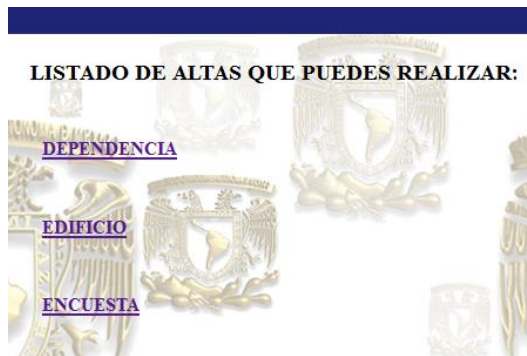 LISTADO DE ALTAS QUE PUEDES REALIZAR:
DEPENDENCIA
EDIFICIO
ENCUESTA